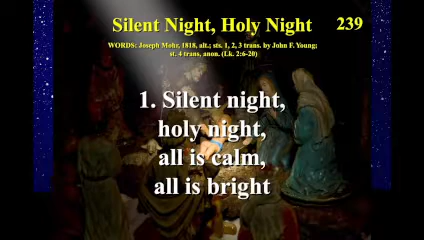 Silent Night, Holy Night 239
WORDS: Joseph Mohr, 1818, alt.; sts. 1, 2, 3 trans. by John F. Young;
st. 4 trans, anon. (Lk. 2:6-20)
1. Silent night,
holy night,
all is calm,
all is bright